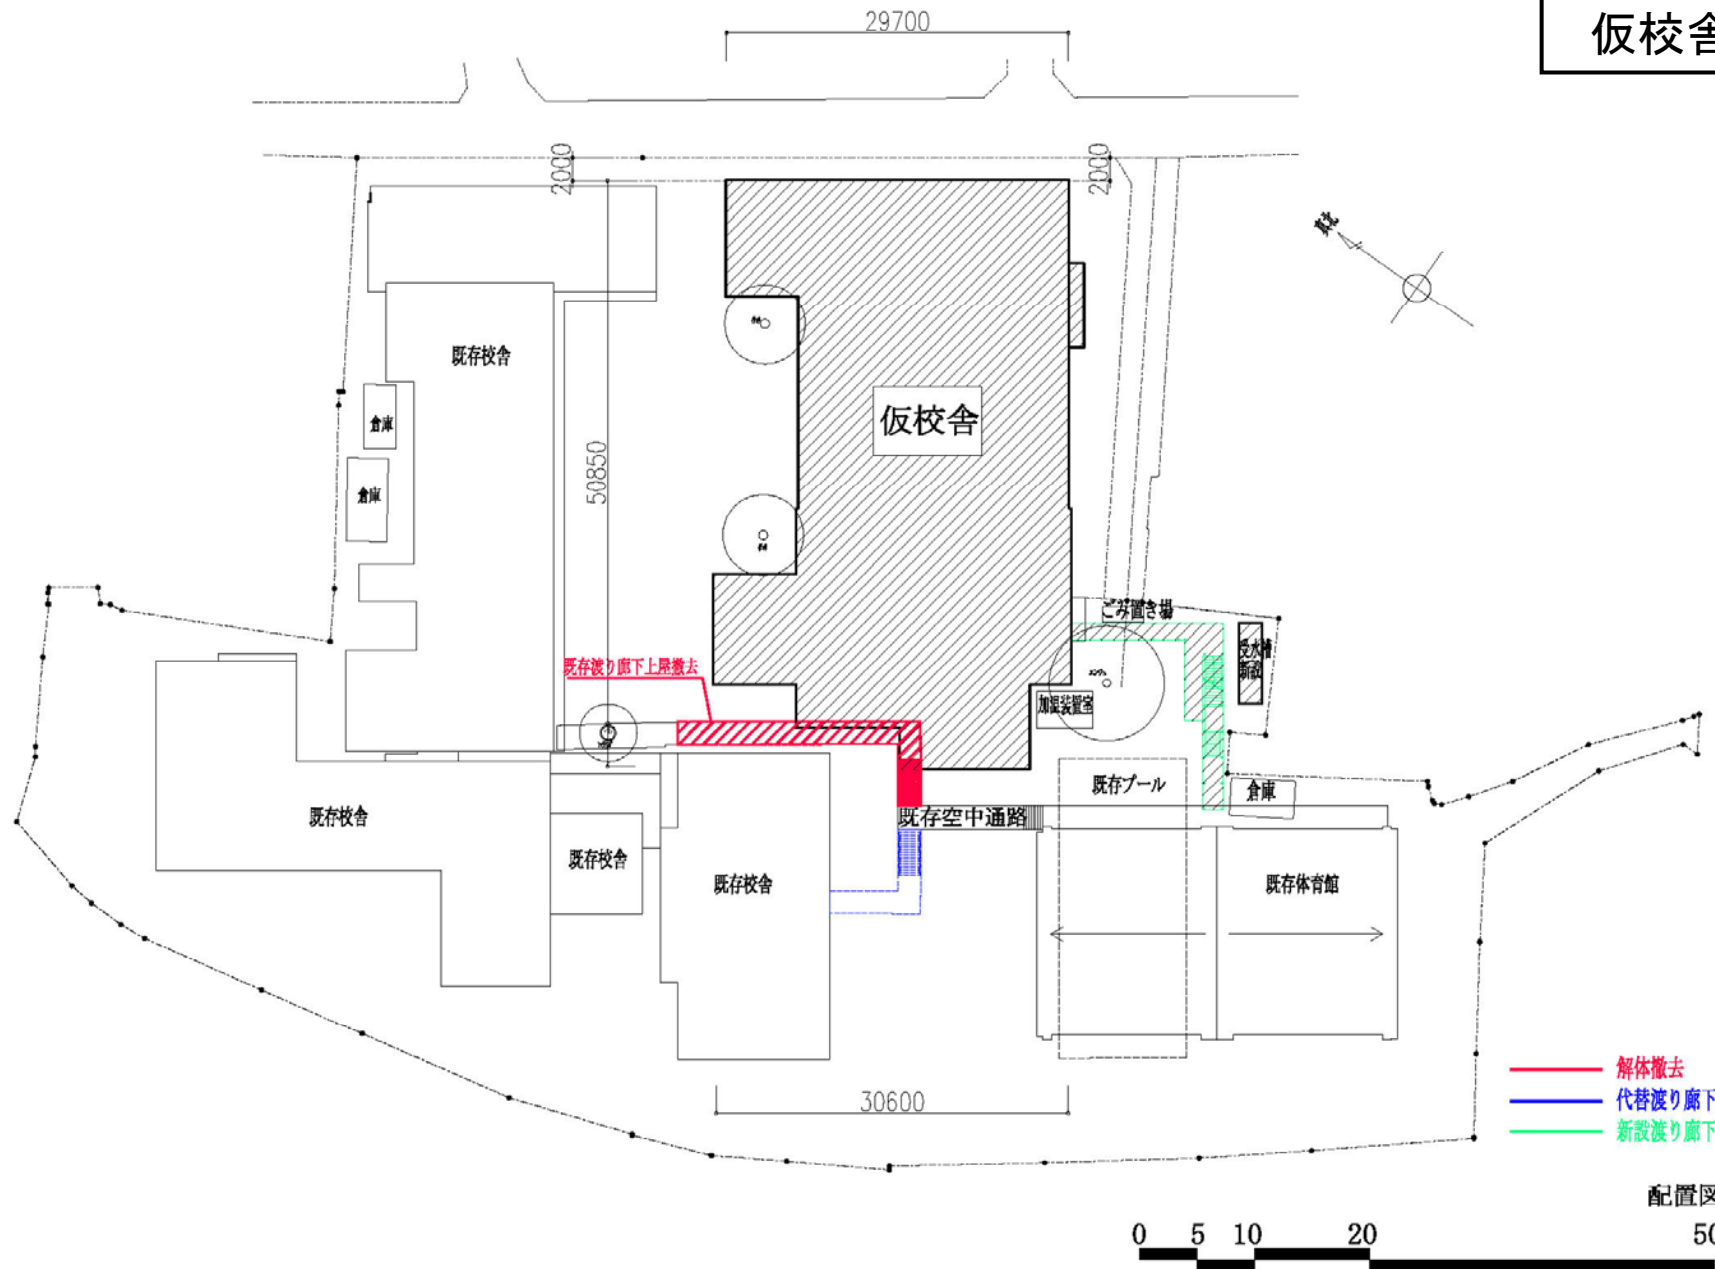 29700
仮校舎
2000
2000
真北
既存校舎
倉庫
仮校舎
50850
倉庫
ごみ置き場
受水槽
新設
既存渡り廊下上屋撤去
加温装置室
既存プール
倉庫
既存校舎
既存空中通路
既存校舎
既存校舎
既存体育館
解体撤去
30600
代替渡り廊下
新設渡り廊下
配置図
0 5 10 20 50